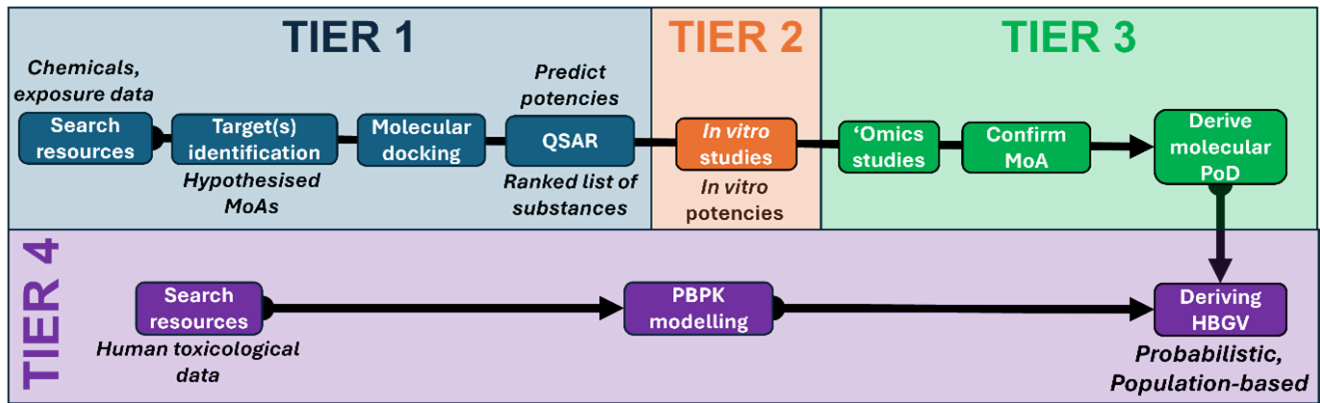 TIER 1
TIER 2
TIER 3
Chemicals,
exposure data
Search
resources
Target(s)
identification
Hypothesised
MoAs
Molecular
docking
Predict
potencies
QSAR
Ranked list of
substances
In vitro
studies
In vitro
potencies
‘Omics
studies
Confirm
MoA
Derive
molecular
PoD
TIER 4
Search
resources
Human toxicological
data
PBPK
modelling
Deriving
HBGV
Probabilistic,
Population-based